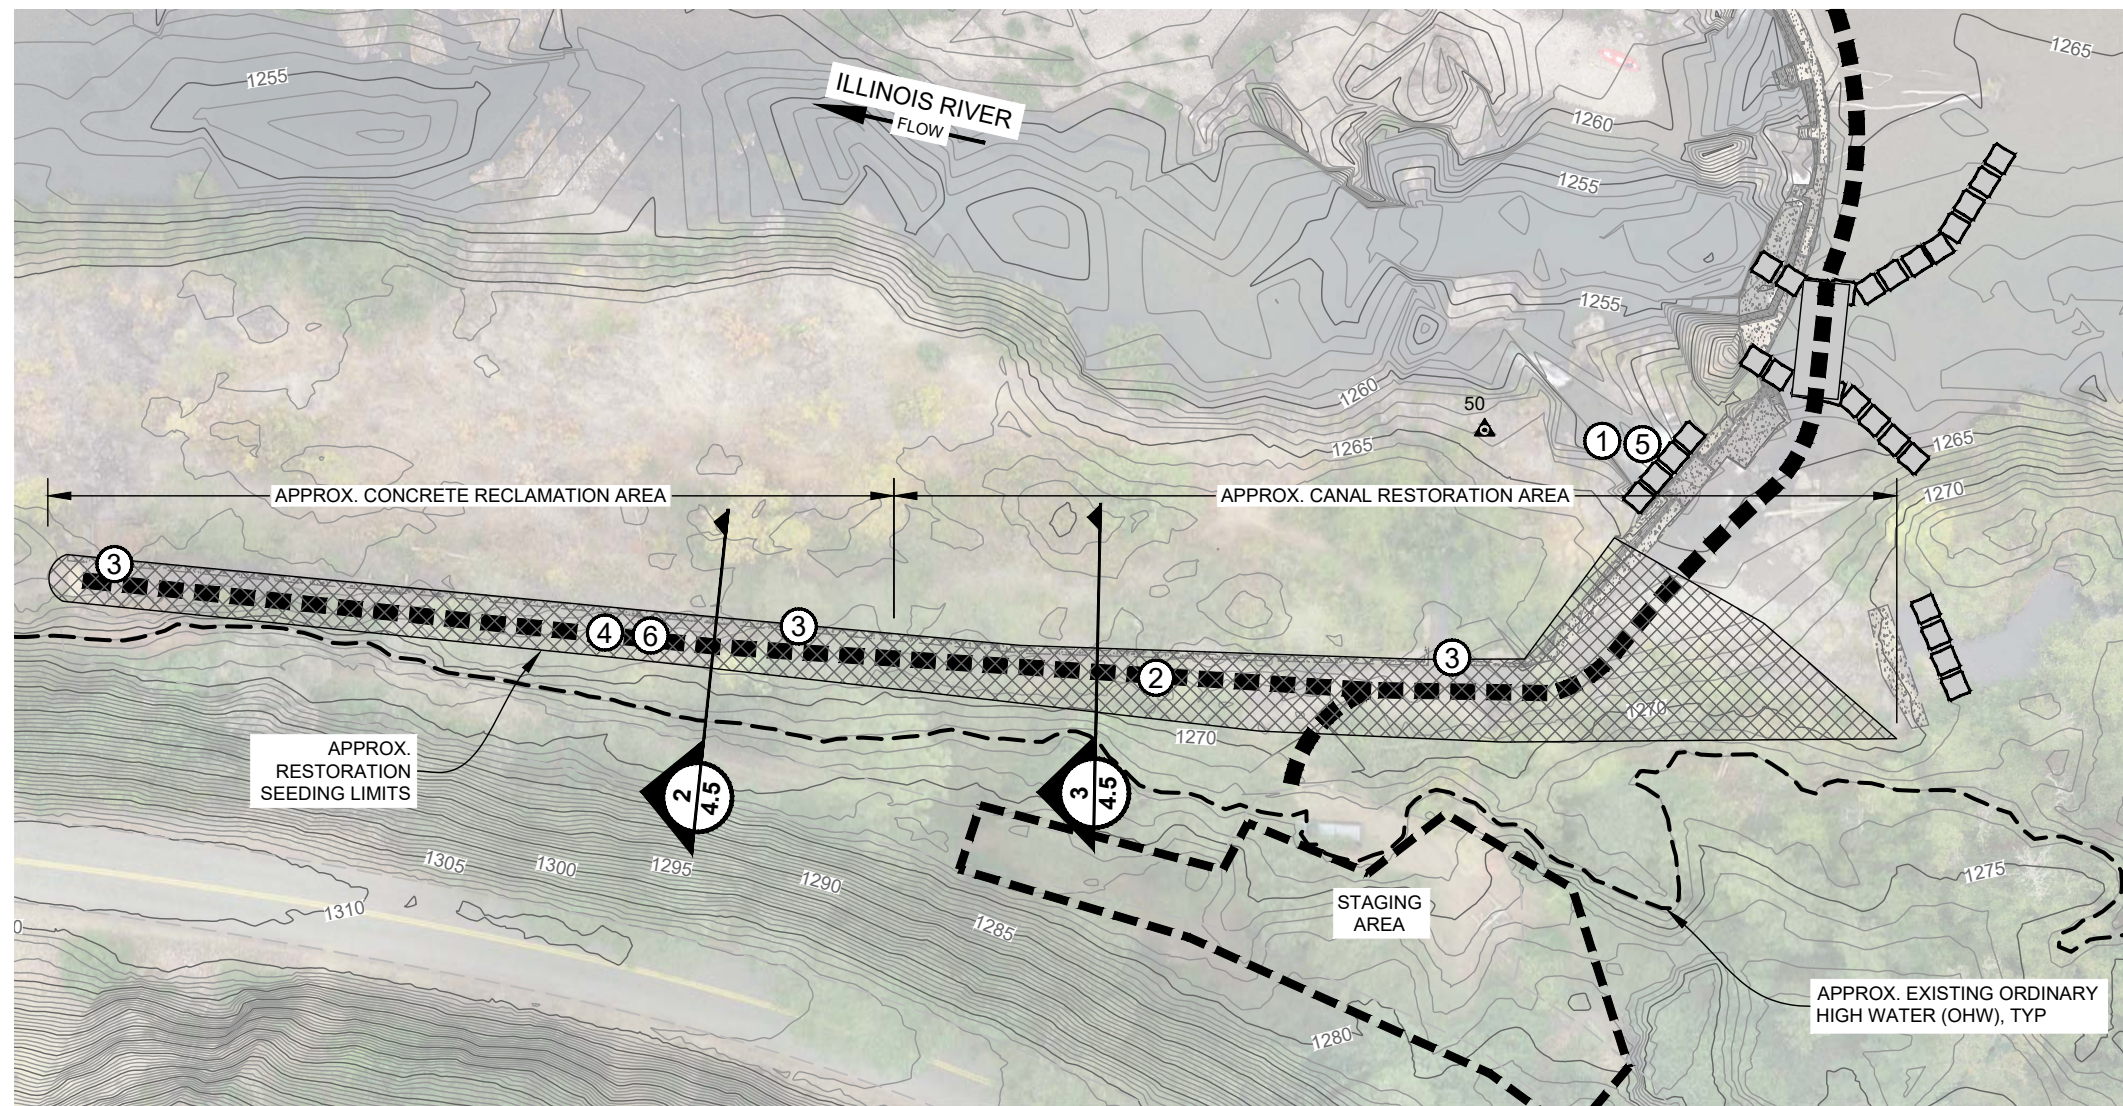 1265
1255
ILLINOIS RIVER
FLOW
1260
1255
1255
1260
50
1265
1
5
1265
1270
APPROX. CONCRETE RECLAMATION AREA
APPROX. CANAL RESTORATION AREA
3
4
6
3
2
3
1270
1270
APPROX.
RESTORATION
SEEDING LIMITS
2
4.5
3
4.5
1305
1300
1295
1290
1310
1285
STAGING
AREA
1275
1280
APPROX. EXISTING ORDINARY
HIGH WATER (OHW), TYP